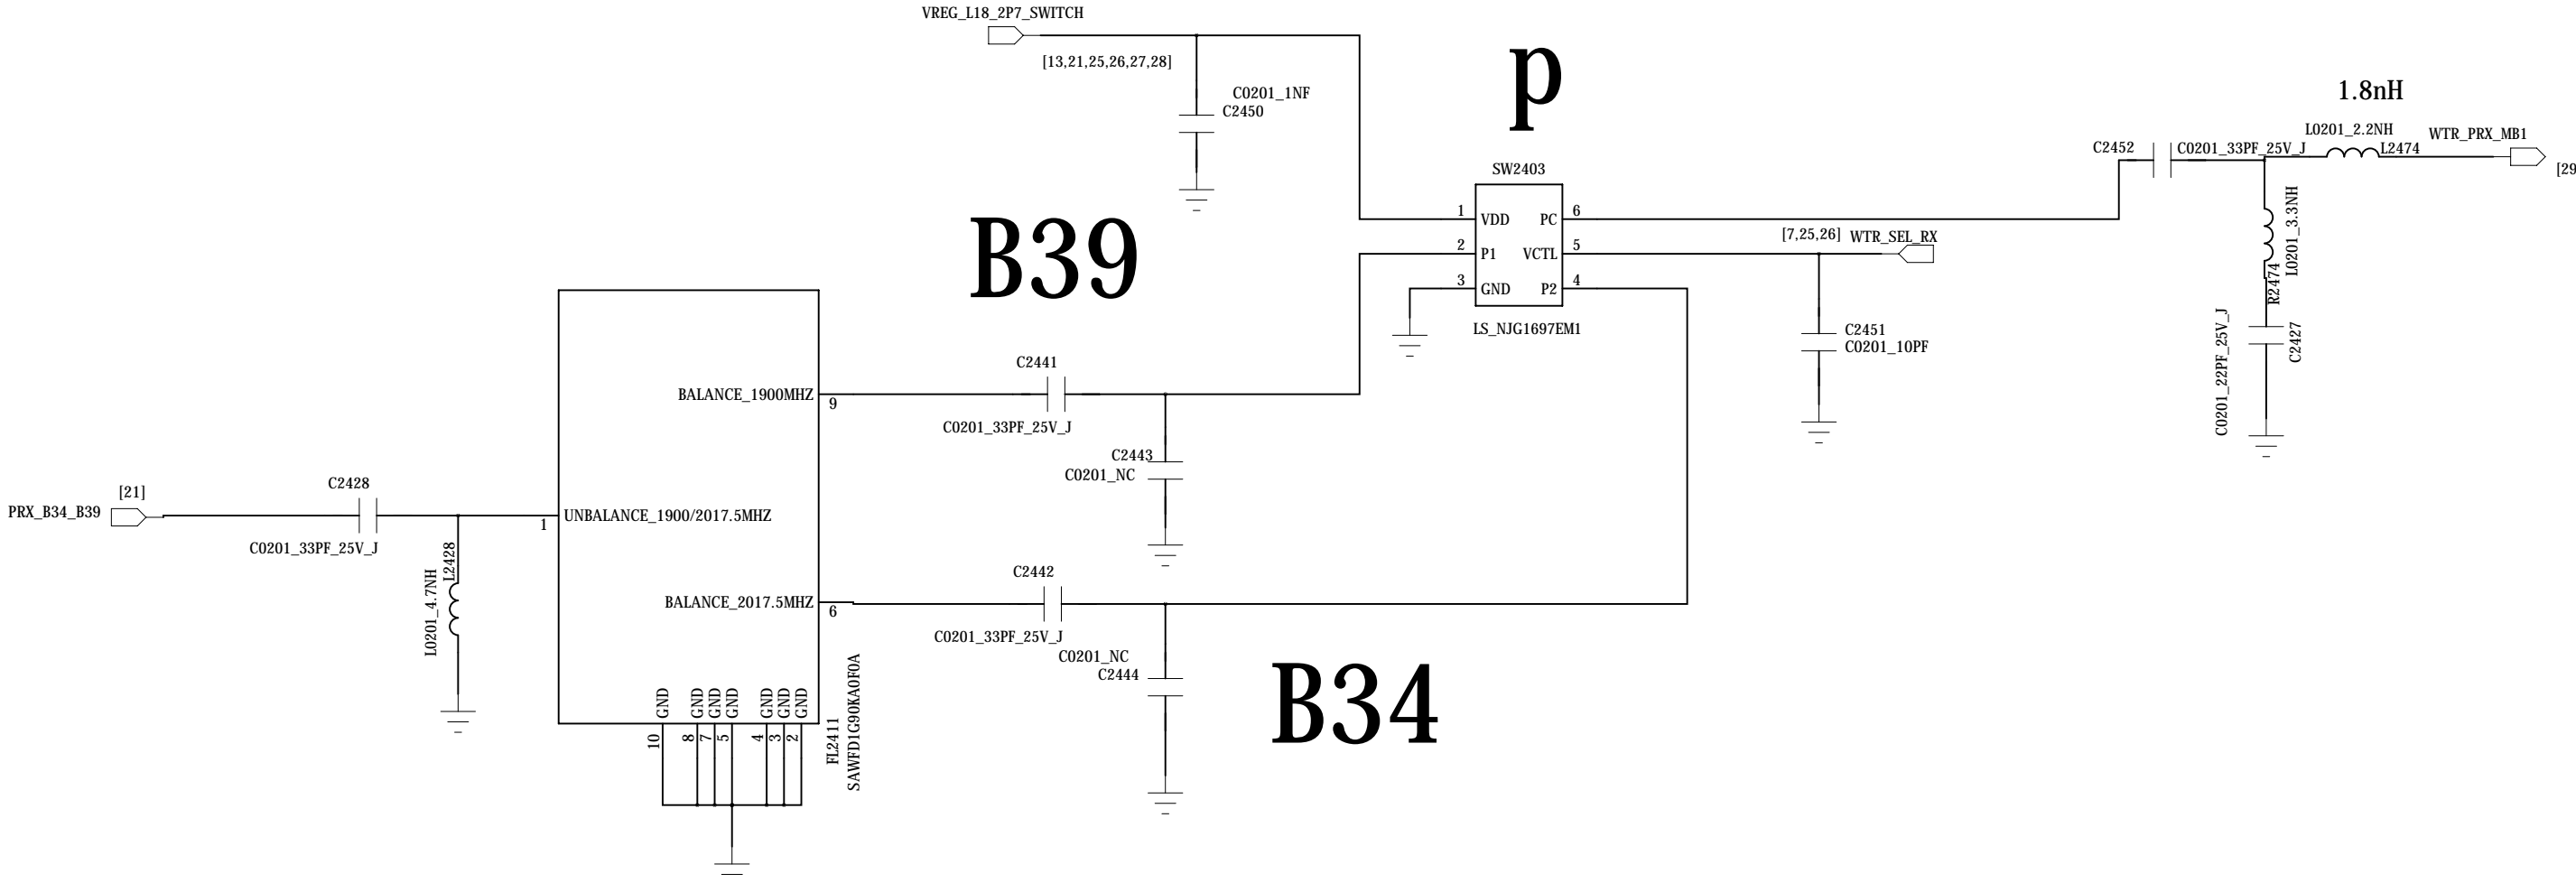 VREG_L18_2P7_SWITCH
[13,21,25,26,27,28]
C0201_1NF
C2450
p
1.8nH
L0201_2.2NH
WTR_PRX_MB1
C2452
C0201_33PF_25V_J
L2474
[29
SW2403
1
VDD
PC
6
2
P1
VCTL
5
3
GND
P2
4
LS_NJG1697EM1
[7,25,26]
WTR_SEL_RX
C2451
C0201_10PF
L0201_3.3NH
R2474
C0201_22PF_25V_J
C2427
B39
C2441
BALANCE_1900MHZ
9
C0201_33PF_25V_J
C2443
C0201_NC
[21]
C2428
PRX_B34_B39
1
UNBALANCE_1900/2017.5MHZ
C0201_33PF_25V_J
L0201_4.7NH
L2428
C2442
BALANCE_2017.5MHZ
6
C0201_33PF_25V_J
C0201_NC
C2444
B34
GND
GND
GND
GND
GND
GND
GND
10
8
7
5
4
3
2
FL2411
SAWFD1G90KA0F0A